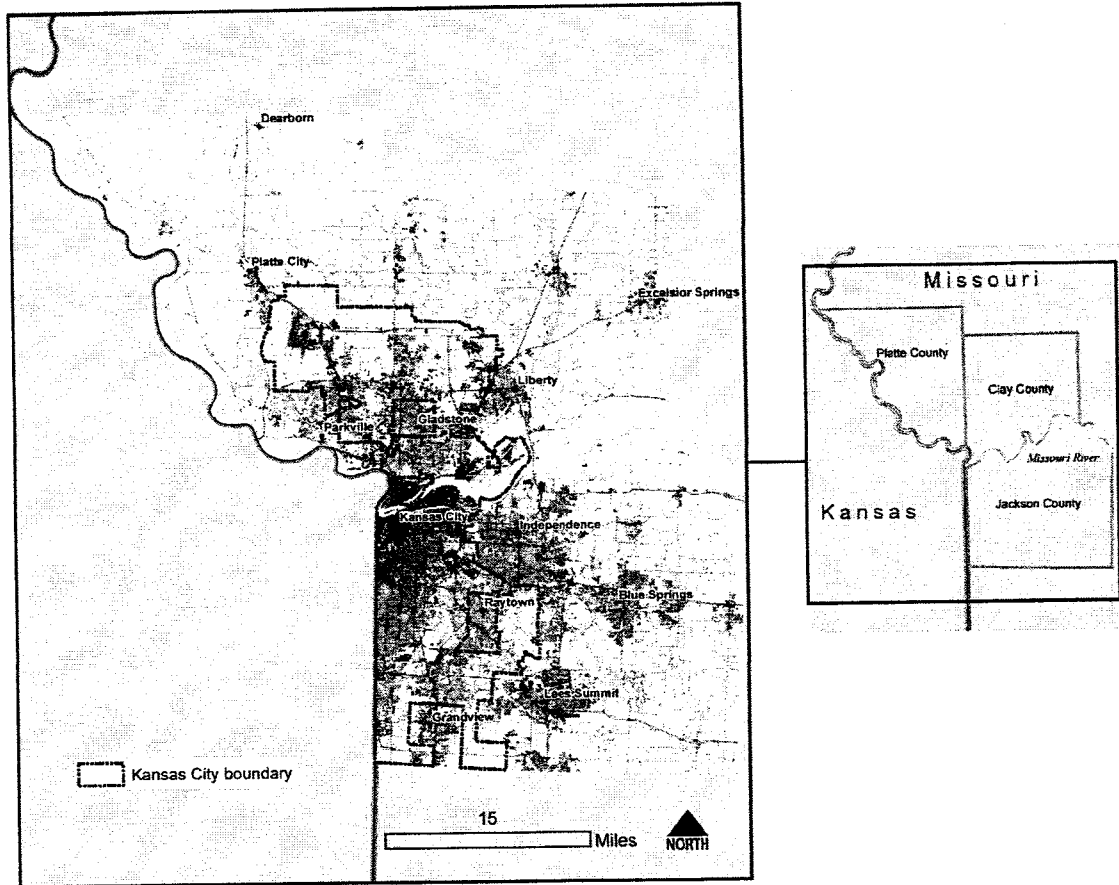 Dearborn
Platte City
Excelsior Springs
Liberty
Parkville
Gladstone
Kansas City
Independence
Raytown
Blue Springs
Lees Summit
Grandview
Kansas City boundary
15
Miles
NORTH
Missouri
Platte County
Clay County
Missouri River
Jackson County
Kansas